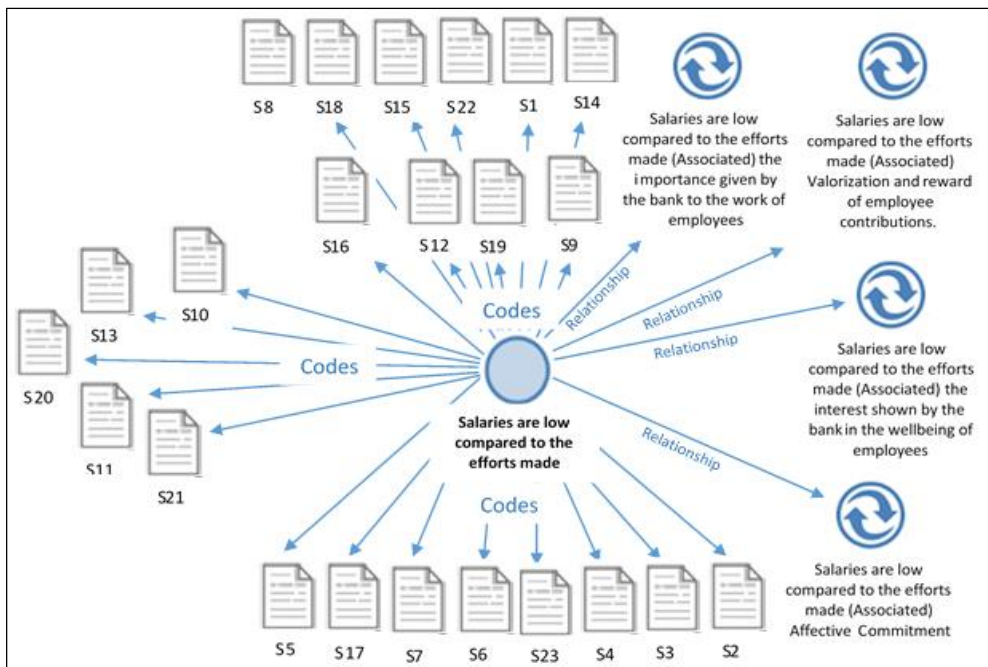 S8
S18
S15
S22
S1
S14
Salaries are low
compared to the efforts
made (Associated) the
importance given by
the bank to the work of
employees
Salaries are low
compared to the efforts
made (Associated)
Valorization and reward
of employee
contributions.
S16
S12
S19
S9
S10
S13
S20
S11
S21
Codes
Codes
Relationship
Relationship
Relationship
Relationship
Salaries are low
compared to the efforts
made (Associated) the
interest shown by the
bank in the wellbeing of
employees
Salaries are low
compared to the
efforts made
Codes
S5
S17
S7
S6
S23
S4
S3
S2
Salaries are low
compared to the efforts
made (Associated)
Affective Commitment